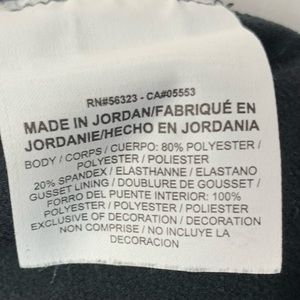 RN#56323 - CA#05553
MADE IN JORDAN/FABRIQUÉ EN
JORDANIE/HECHO EN JORDANIA
BODY / CORPS / CUERPO: 80% POLYESTER /
POLYESTER / POLIESTER
20% SPANDEX / ELASTHANNE / ELASTANO
GUSSET LINING / DOUBLURE DE GOUSSET /
FORRO DEL PUENTE INTERIOR: 100%
POLYESTER / POLYESTER / POLIESTER
EXCLUSIVE OF DECORATION / DECORATION
NON COMPRISE / NO INCLUYE LA
DECORACION